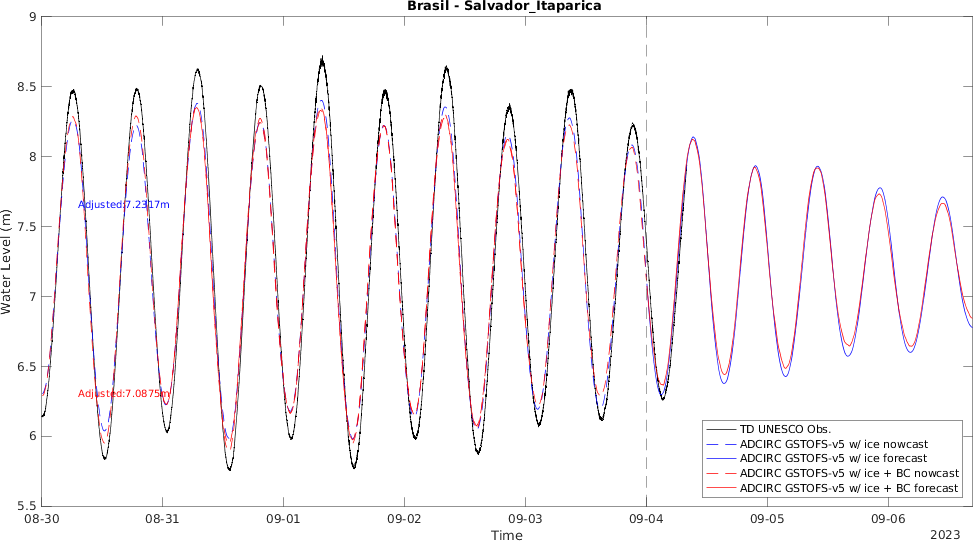 Brasil - Salvador_Itaparica
Water Level (m)
9
8.5
8
7.5
7
6.5
6
5.5
Adjusted:7.2317m
Adjusted:7.0875m
TD UNESCO Obs.
ADCIRC GSTOFS-v5 w/ ice nowcast
ADCIRC GSTOFS-v5 w/ ice forecast
ADCIRC GSTOFS-v5 w/ ice + BC nowcast
ADCIRC GSTOFS-v5 w/ ice + BC forecast
08-30 08-31 09-01 09-02 09-03 09-04 09-05 09-06
Time
2023